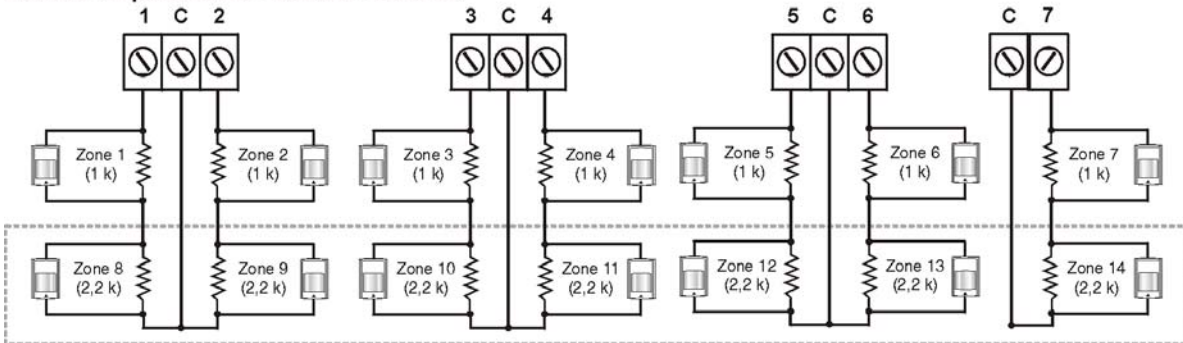 1 C 2 3 C 4 5 C 6 C 7
Zone 1
(1 k)
Zone 2
(1 k)
Zone 3
(1 k)
Zone 4
(1 k)
Zone 5
(1 k)
Zone 6
(1 k)
Zone 7
(1 k)
Zone 8
(2,2 k)
Zone 9
(2,2 k)
Zone 10
(2,2 k)
Zone 11
(2,2 k)
Zone 12
(2,2 k)
Zone 13
(2,2 k)
Zone 14
(2,2 k)